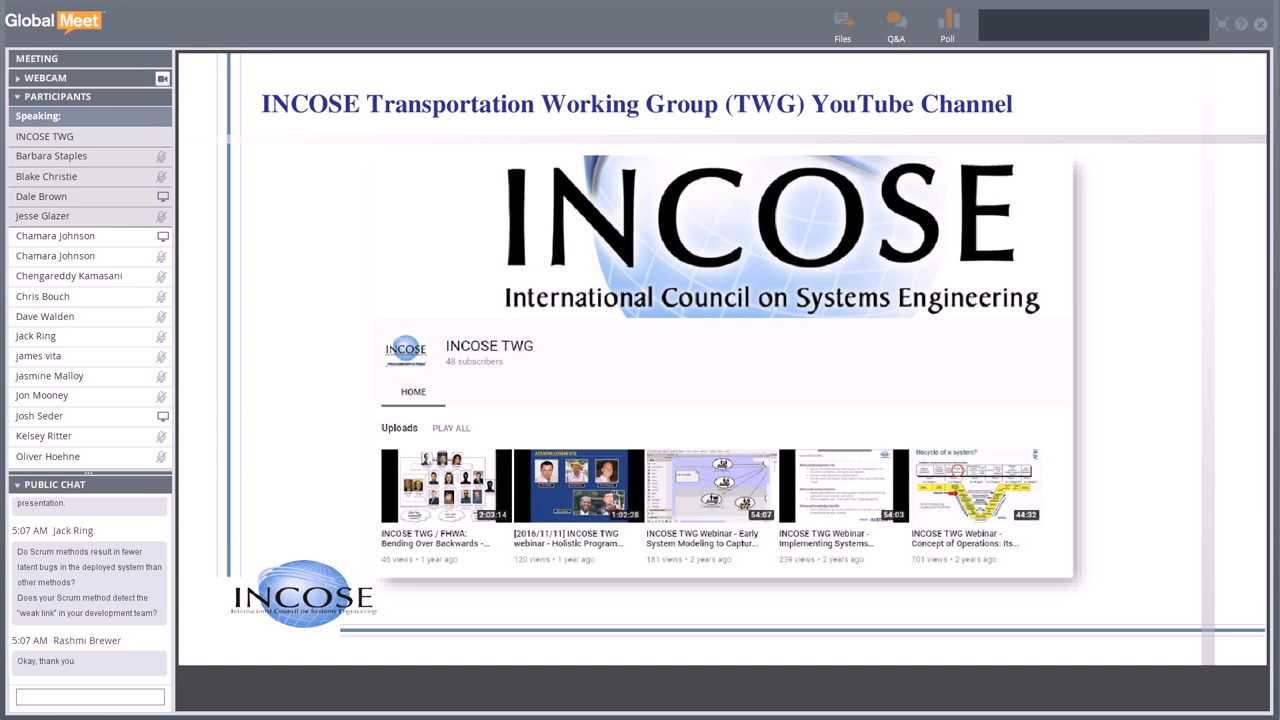 Global Meet
Files
Q&A
Poll
MEETING
WEBCAM
PARTICIPANTS
Speaking:
INCOSE TWG
Barbara Staples
Blake Christie
Dale Brown
Jesse Glazer
Chamara Johnson
Chamara Johnson
Chengareddy Kamasani
Chris Bouch
Dave Walden
Jack Ring
james vita
Jasmine Malloy
Jon Mooney
Josh Seder
Kelsey Ritter
Oliver Hoehne
PUBLIC CHAT
presentation.
5:07 AM Jack Ring
Do Scrum methods result in fewer
latent bugs in the deployed system than
other methods?
Does your Scrum method detect the
"weak link" in your development team?
5:07 AM Rashmi Brewer
Okay, thank you.
INCOSE Transportation Working Group (TWG) YouTube Channel
INCOSE
International Council on Systems Engineering
INCOSE
INCOSE TWG
48 subscribers
HOME
Uploads PLAY ALL
ACKNOWLEDGEMENTS
lifecycle of a system?
2:03:14
1:02:28
54:07
54:03
44:32
INCOSE TWG / FHWA:
Bending Over Backwards -...
46 views • 1 year ago
[2016/11/11] INCOSE TWG
webinar - Holistic Program...
120 views • 1 year ago
INCOSE TWG Webinar - Early
System Modeling to Captur...
181 views • 2 years ago
INCOSE TWG Webinar -
Implementing Systems...
239 views • 2 years ago
INCOSE TWG Webinar -
Concept of Operations: Its...
701 views • 2 years ago
INCOSE
International Council on Systems Engineering